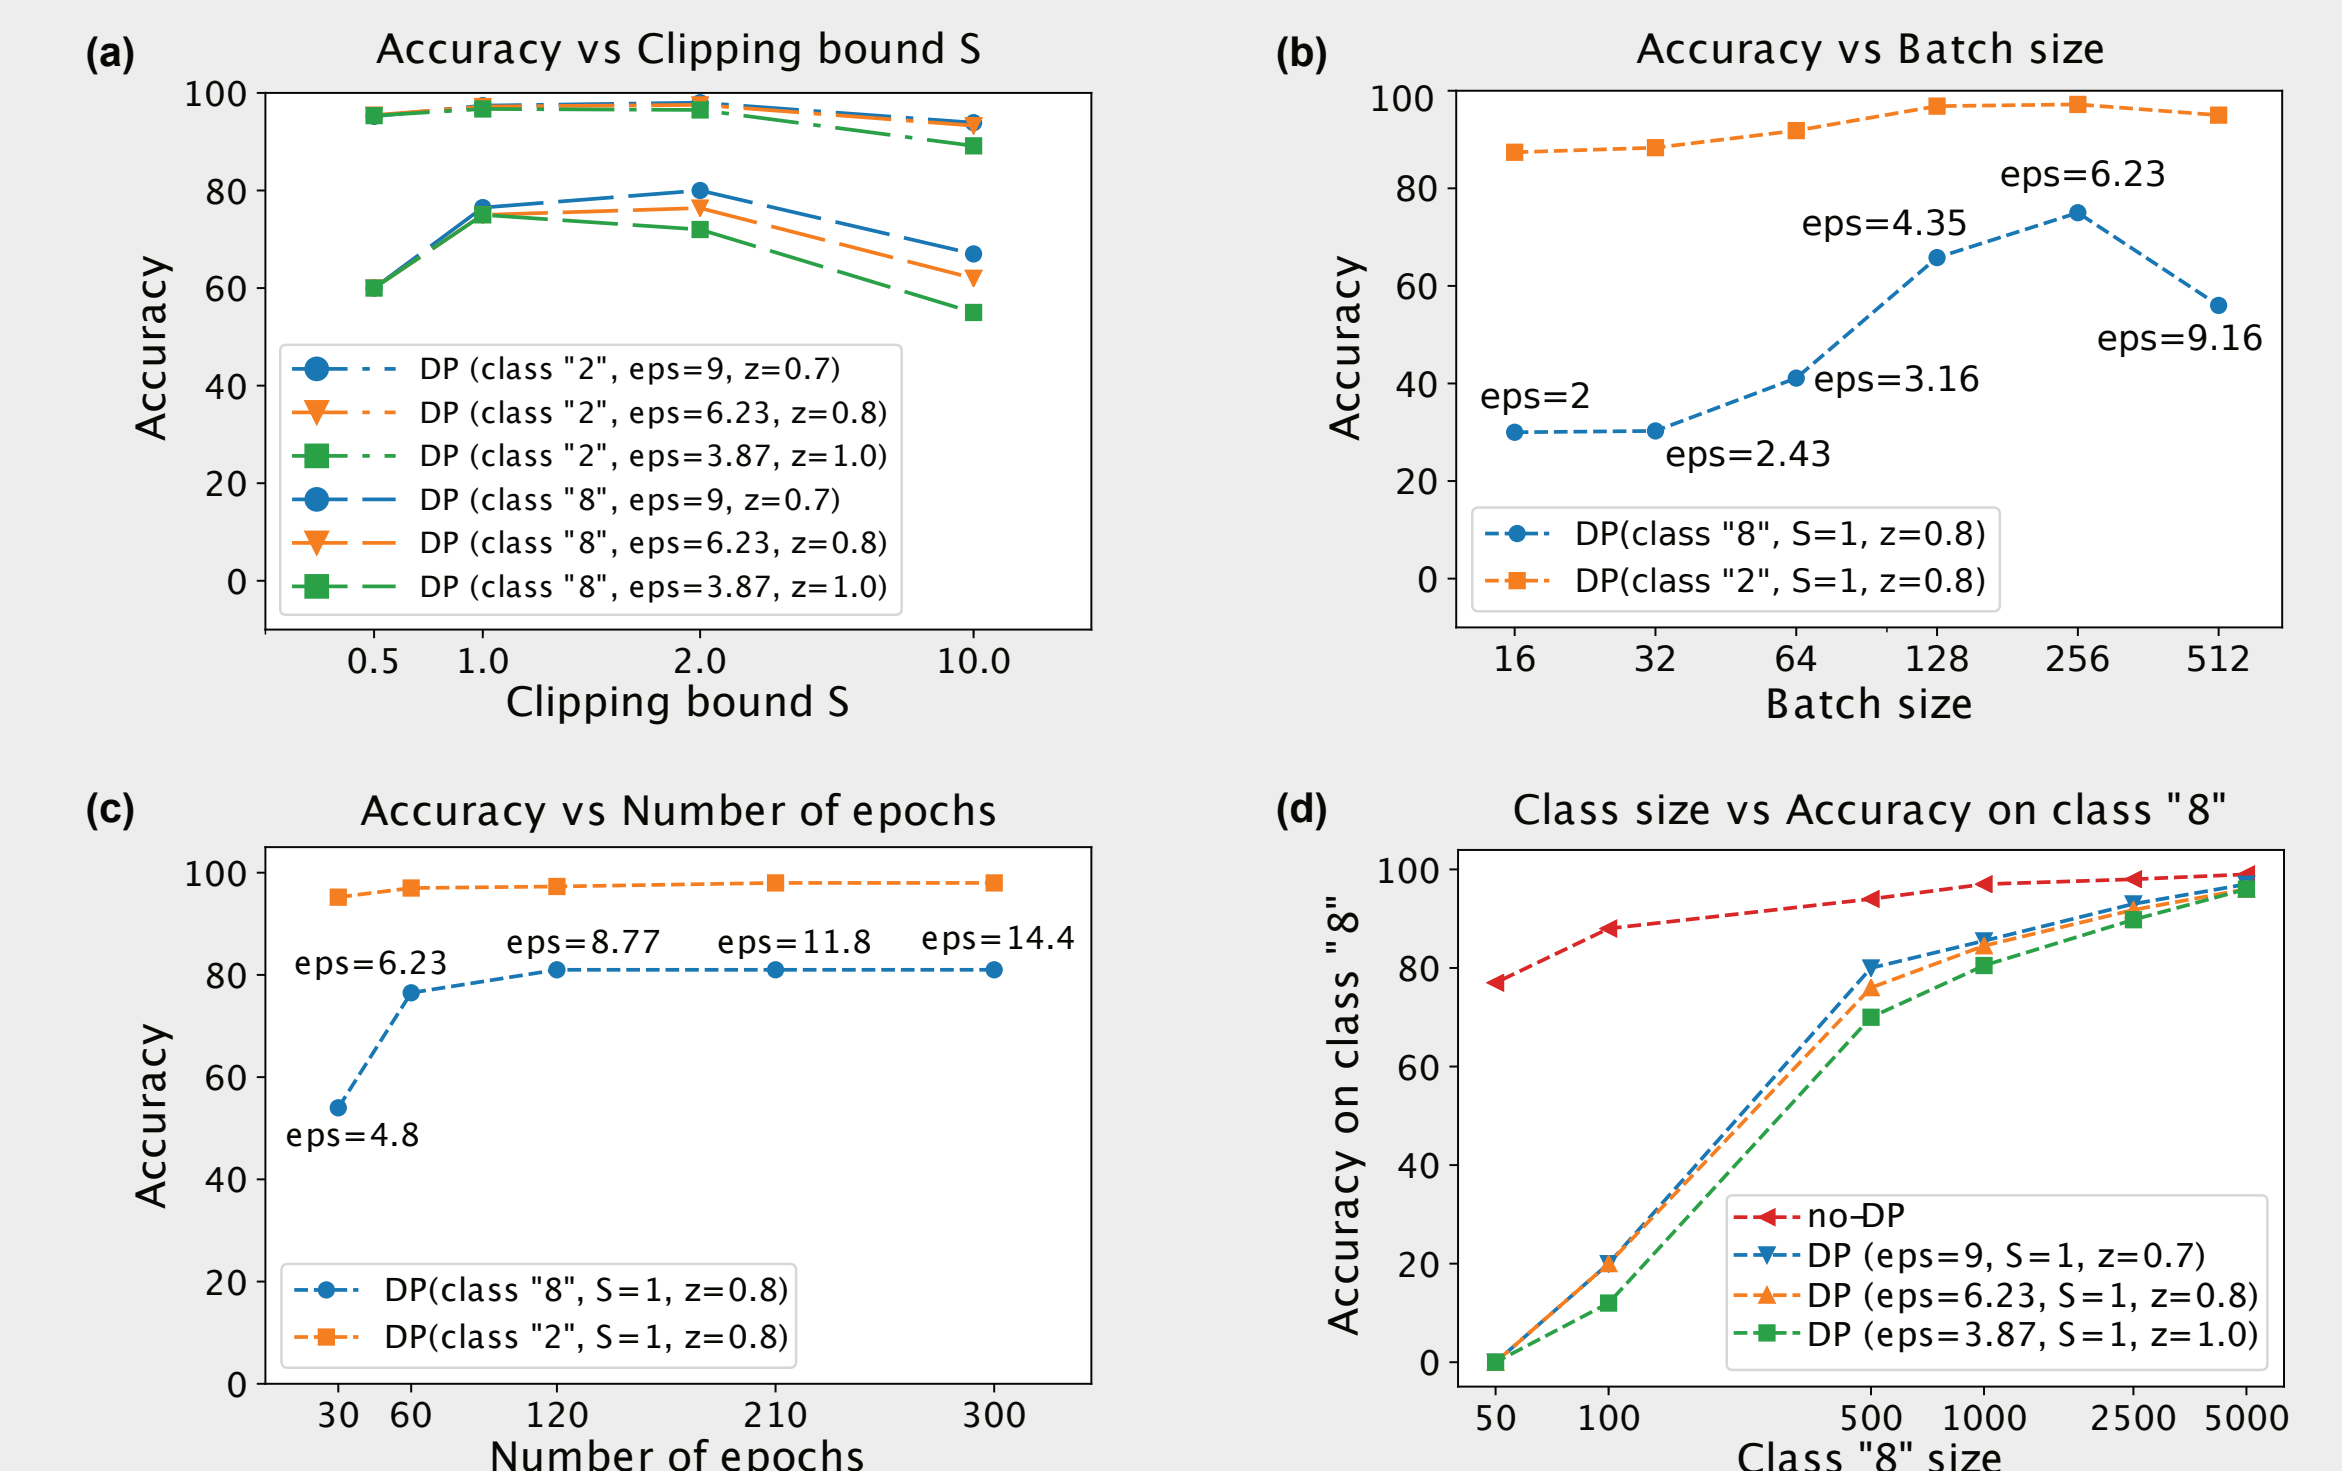 (a)
Accuracy vs Clipping bound S
100
80
60
40
20
0
Accuracy
DP (class "2", eps=9, z=0.7)
DP (class "2", eps=6.23, z=0.8)
DP (class "2", eps=3.87, z=1.0)
DP (class "8", eps=9, z=0.7)
DP (class "8", eps=6.23, z=0.8)
DP (class "8", eps=3.87, z=1.0)
0.5 1.0 2.0 10.0
Clipping bound S
(b)
Accuracy vs Batch size
100
80
60
40
20
0
Accuracy
eps=6.23
eps=4.35
eps=9.16
eps=3.16
eps=2
eps=2.43
DP(class "8", S=1, z=0.8)
DP(class "2", S=1, z=0.8)
16 32 64 128 256 512
Batch size
(c)
Accuracy vs Number of epochs
100
80
60
40
20
0
Accuracy
eps=6.23
eps=8.77
eps=11.8
eps=14.4
eps=4.8
DP(class "8", S=1, z=0.8)
DP(class "2", S=1, z=0.8)
30 60 120 210 300
Number of epochs
(d)
Class size vs Accuracy on class "8"
100
80
60
40
20
0
Accuracy on class "8"
no-DP
DP (eps=9, S=1, z=0.7)
DP (eps=6.23, S=1, z=0.8)
DP (eps=3.87, S=1, z=1.0)
50 100 500 1000 2500 5000
Class "8" size